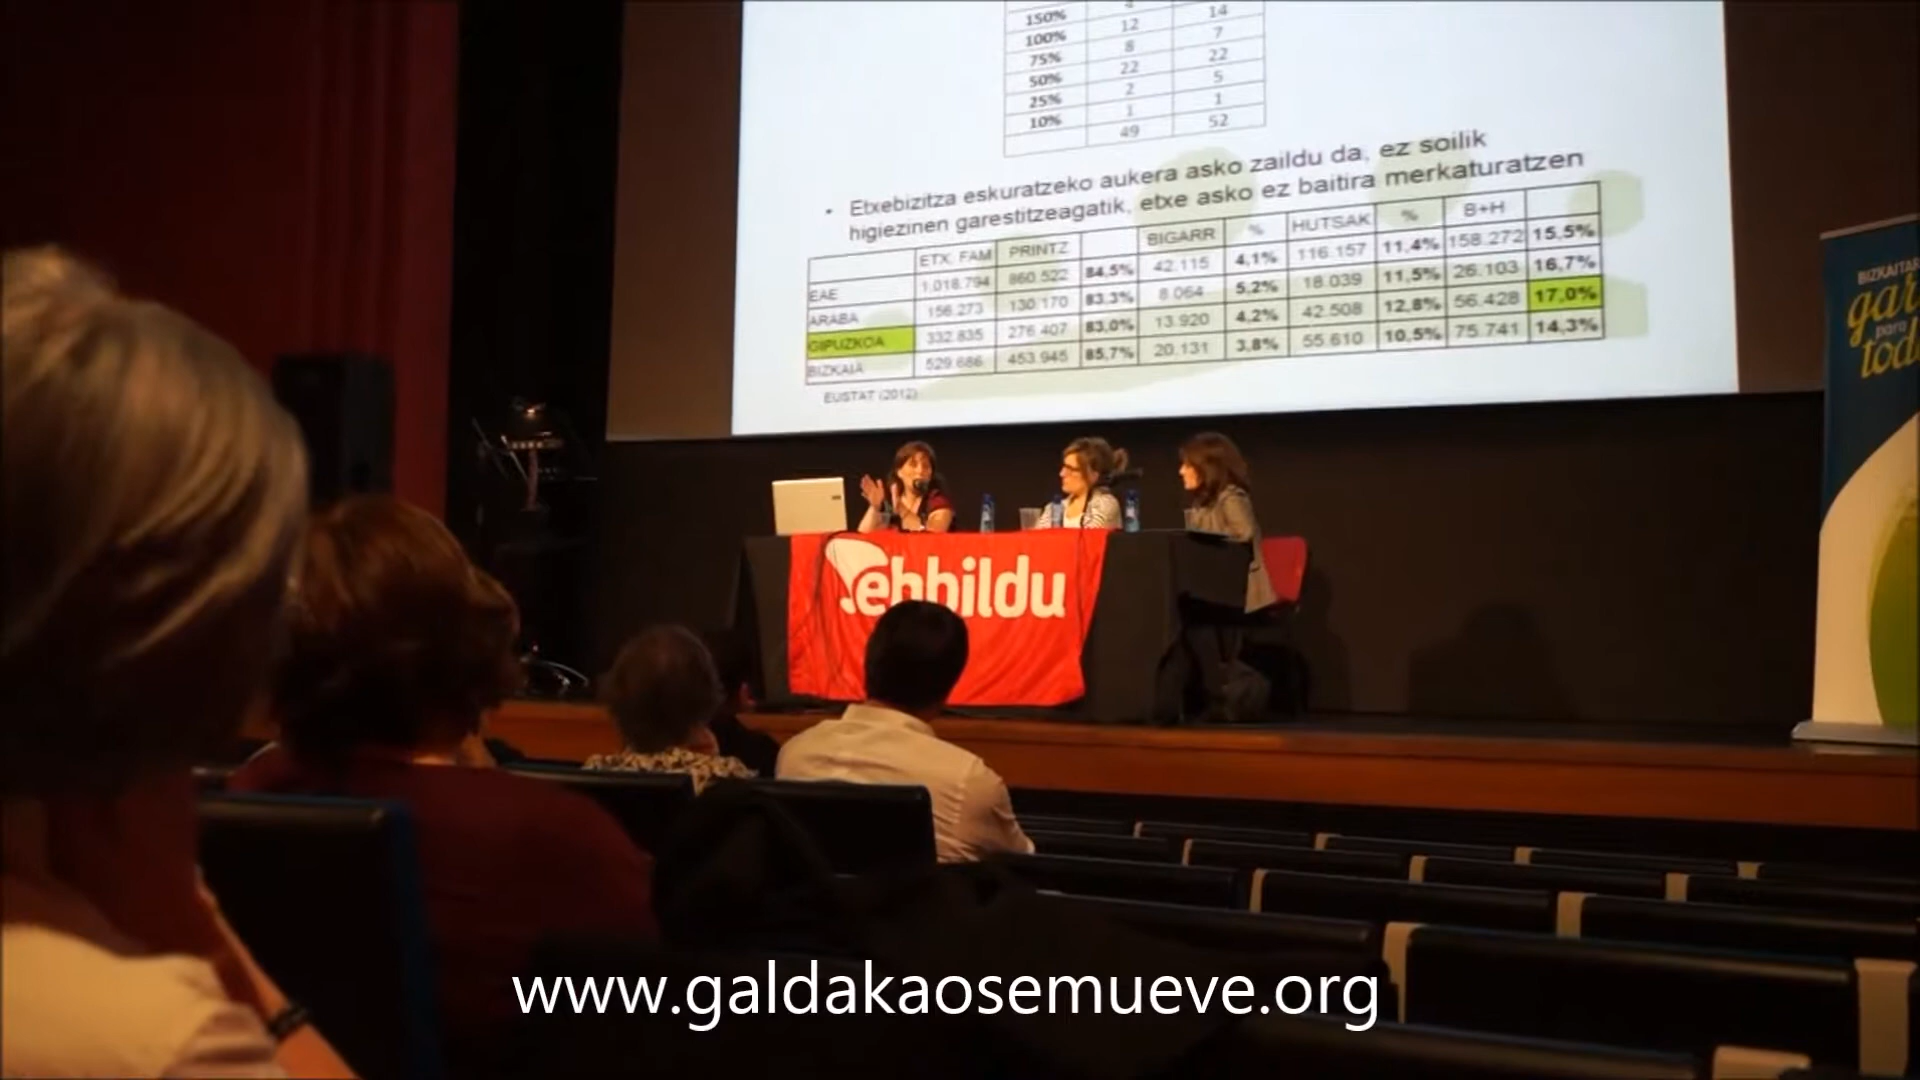 150% 4 14
100% 12 7
75% 8 22
50% 22 5
25% 2 1
10% 1 52
49
• Etxebizitza eskuratzeko aukera asko zaildu da, ez soilik
higiezinen garestitzeagatik, etxe asko ez baitira merkaturatzen
ETX. FAM PRINTZ BIGARR % HUTSAK % B+H
EAE 1.018.794 860.522 84,5% 42.115 4,1% 116.157 11,4% 158.272 15,5%
ARABA 156.273 130.170 83,3% 8.064 5,2% 18.039 11,5% 26.103 16,7%
GIPUZKOA 332.835 276.407 83,0% 13.920 4,2% 42.508 12,8% 56.428 17,0%
BIZKAIA 529.686 453.945 85,7% 20.131 3,8% 55.610 10,5% 75.741 14,3%
EUSTAT (2012)
BIZKAITAR
gar
para
tod
ehbildu
www.galdakaosemueve.org